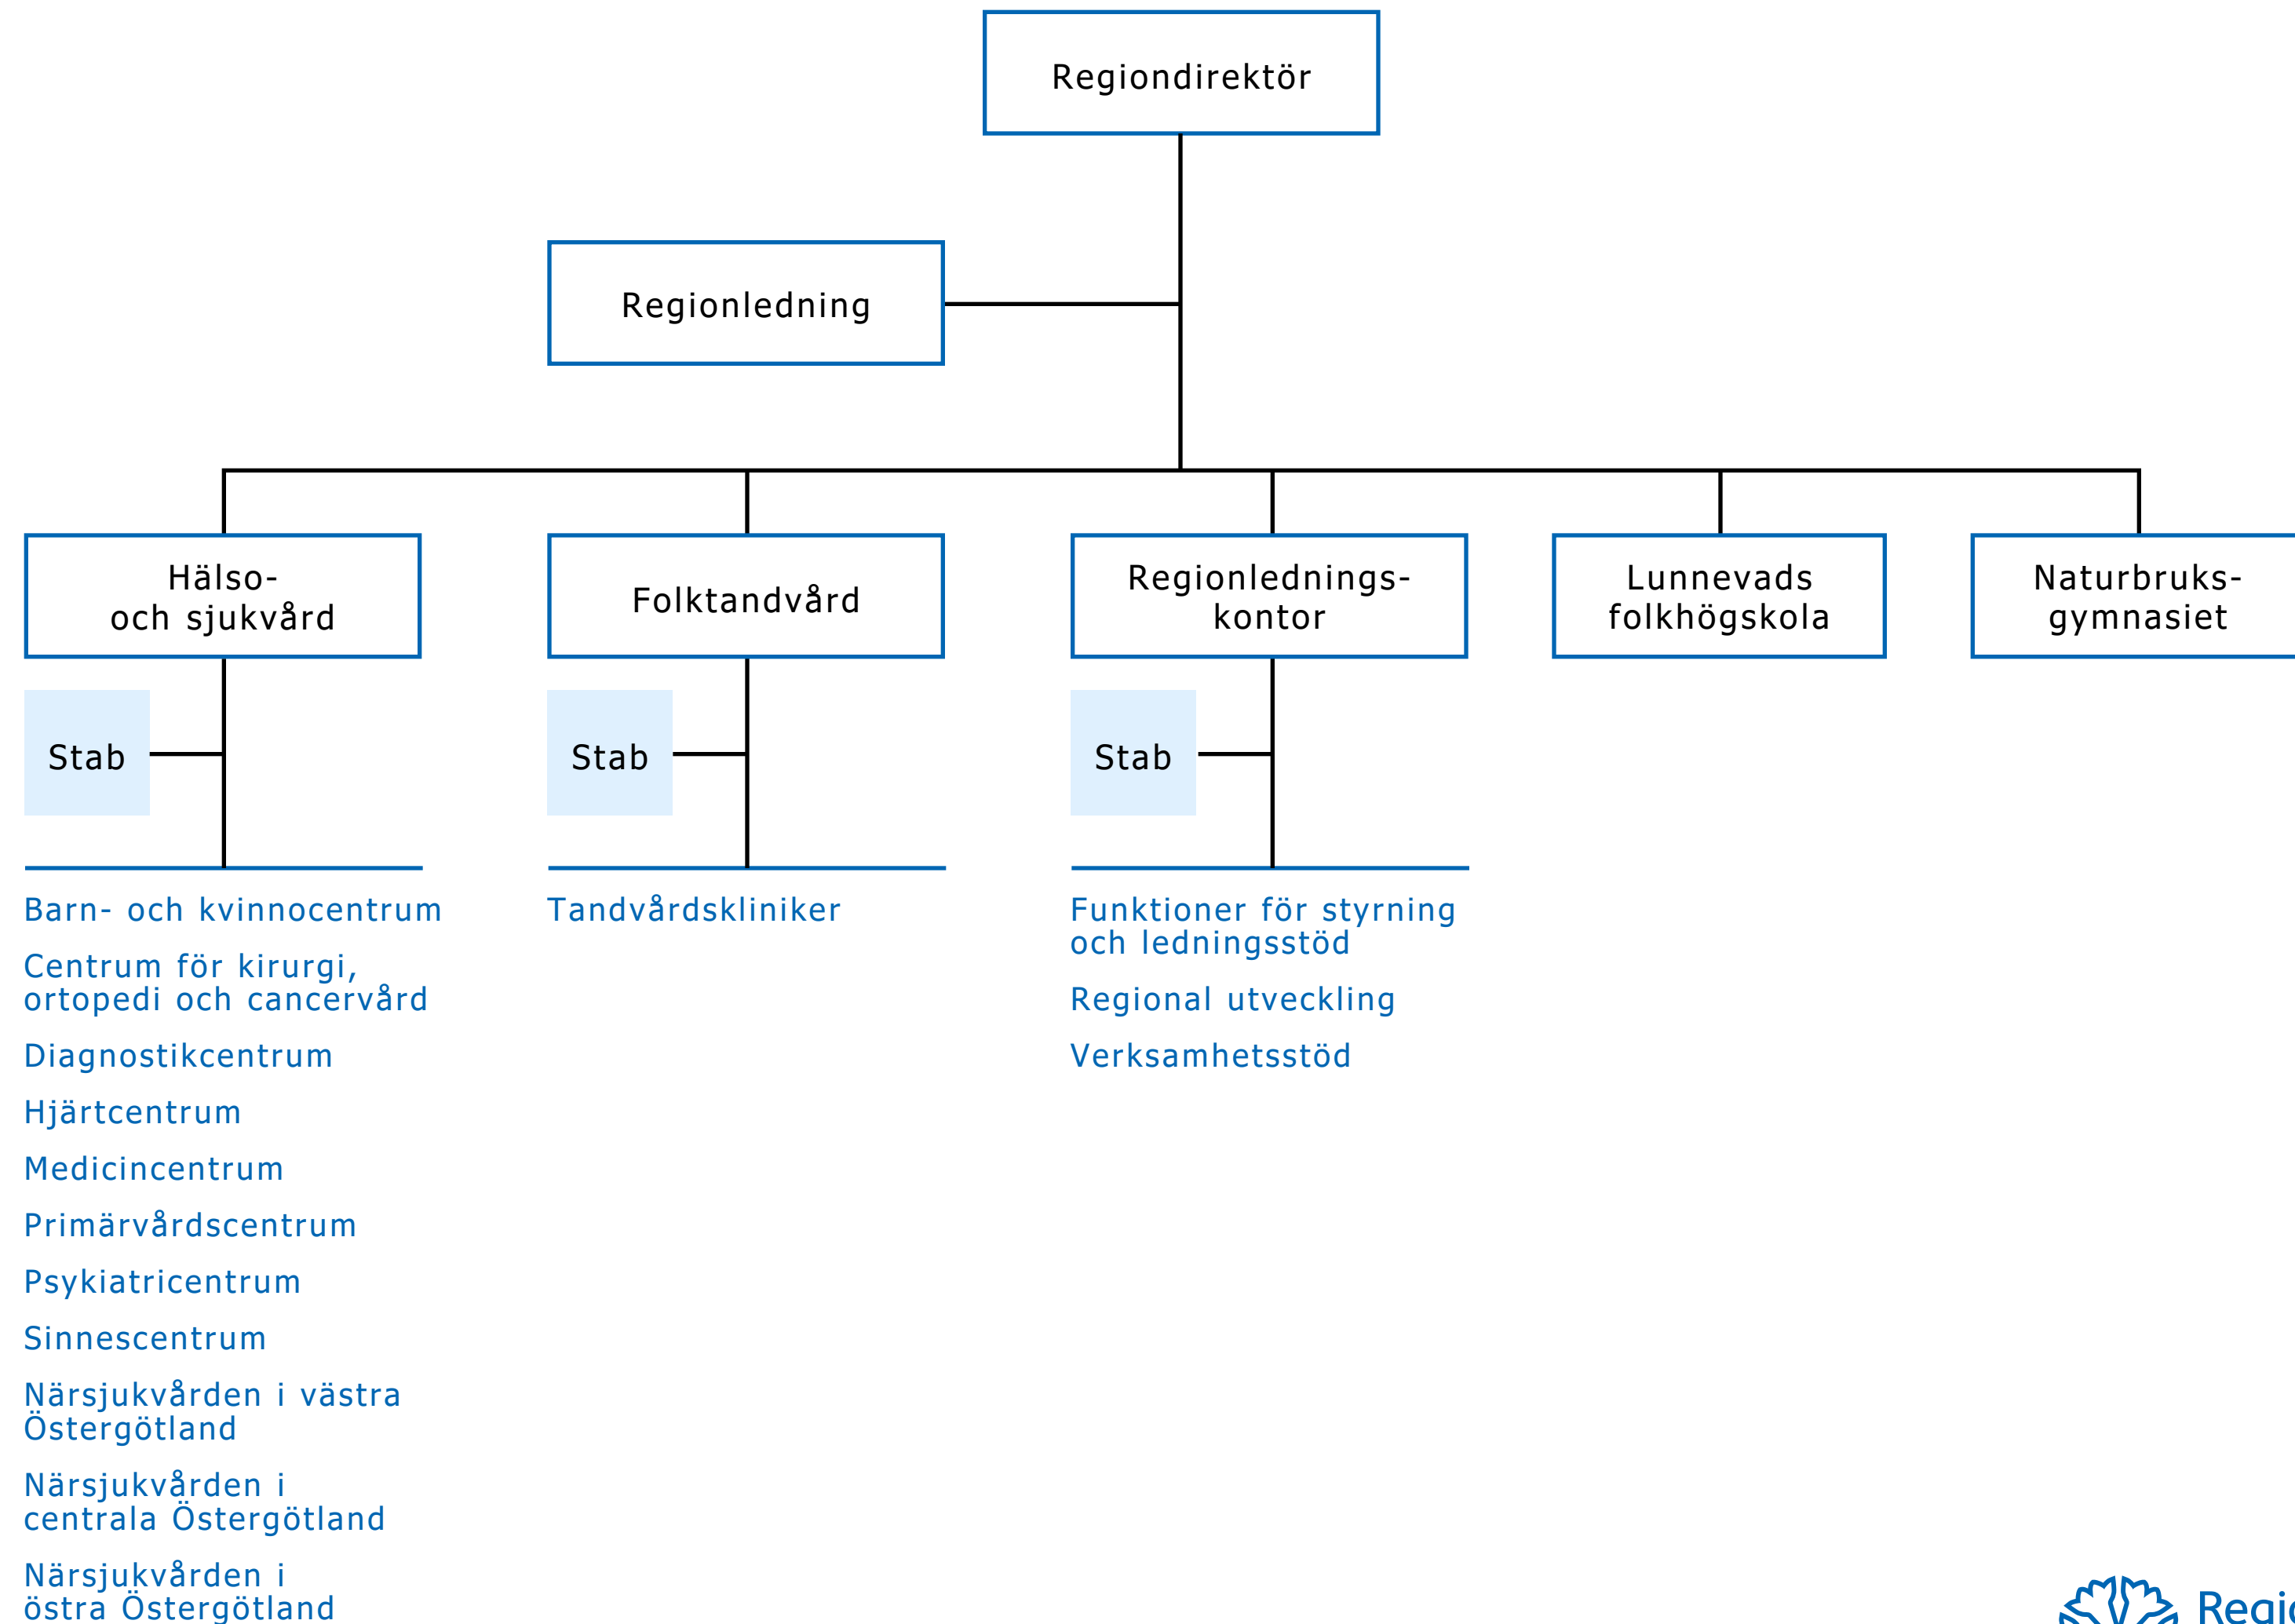 Regiondirektör
Regionledning
Hälso-
och sjukvård
Folktandvård
Regionlednings-
kontor
Lunnevads
folkhögskola
Naturbruks-
gymnasiet
Stab
Stab
Stab
Barn- och kvinnocentrum
Centrum för kirurgi,
ortopedi och cancervård
Diagnostikcentrum
Hjärtcentrum
Medicincentrum
Primärvårdscentrum
Psykiatricentrum
Sinnescentrum
Närsjukvården i västra
Östergötland
Närsjukvården i
centrala Östergötland
Närsjukvården i
östra Östergötland
Tandvårdskliniker
Funktioner för styrning
och ledningsstöd
Regional utveckling
Verksamhetsstöd